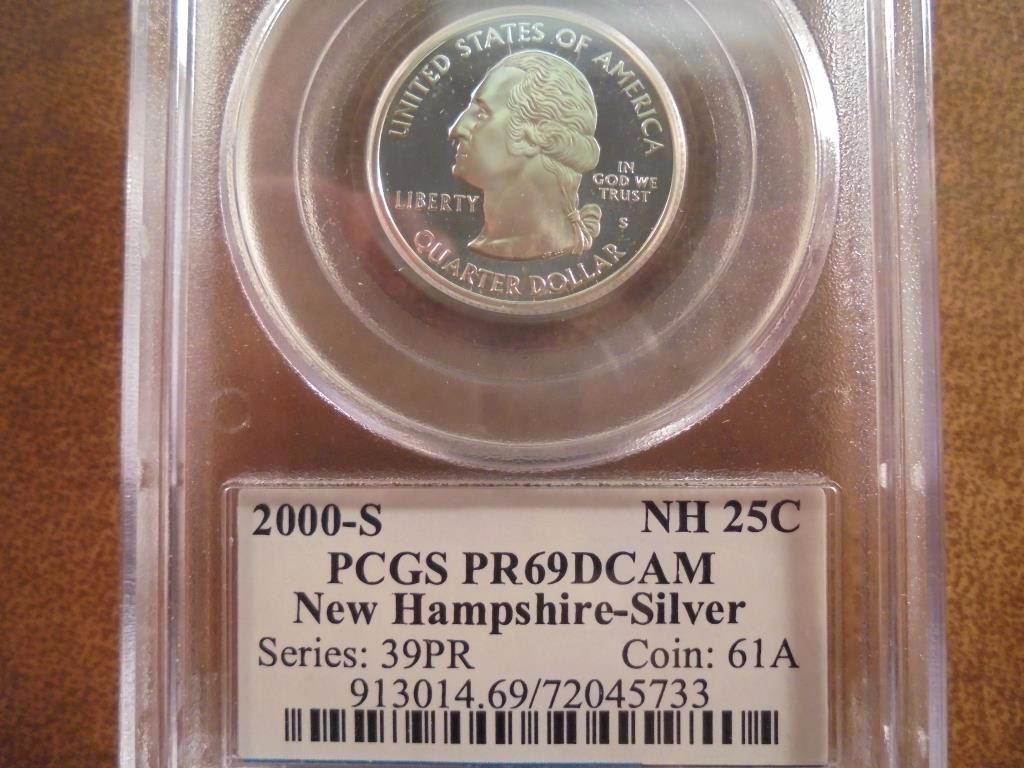 UNITED STATES OF AMERICA
IN
GOD WE
TRUST
LIBERTY
S
QUARTER DOLLAR
2000-S NH 25C
PCGS PR69DCAM
New Hampshire-Silver
Series: 39PR Coin: 61A
913014.69/72045733